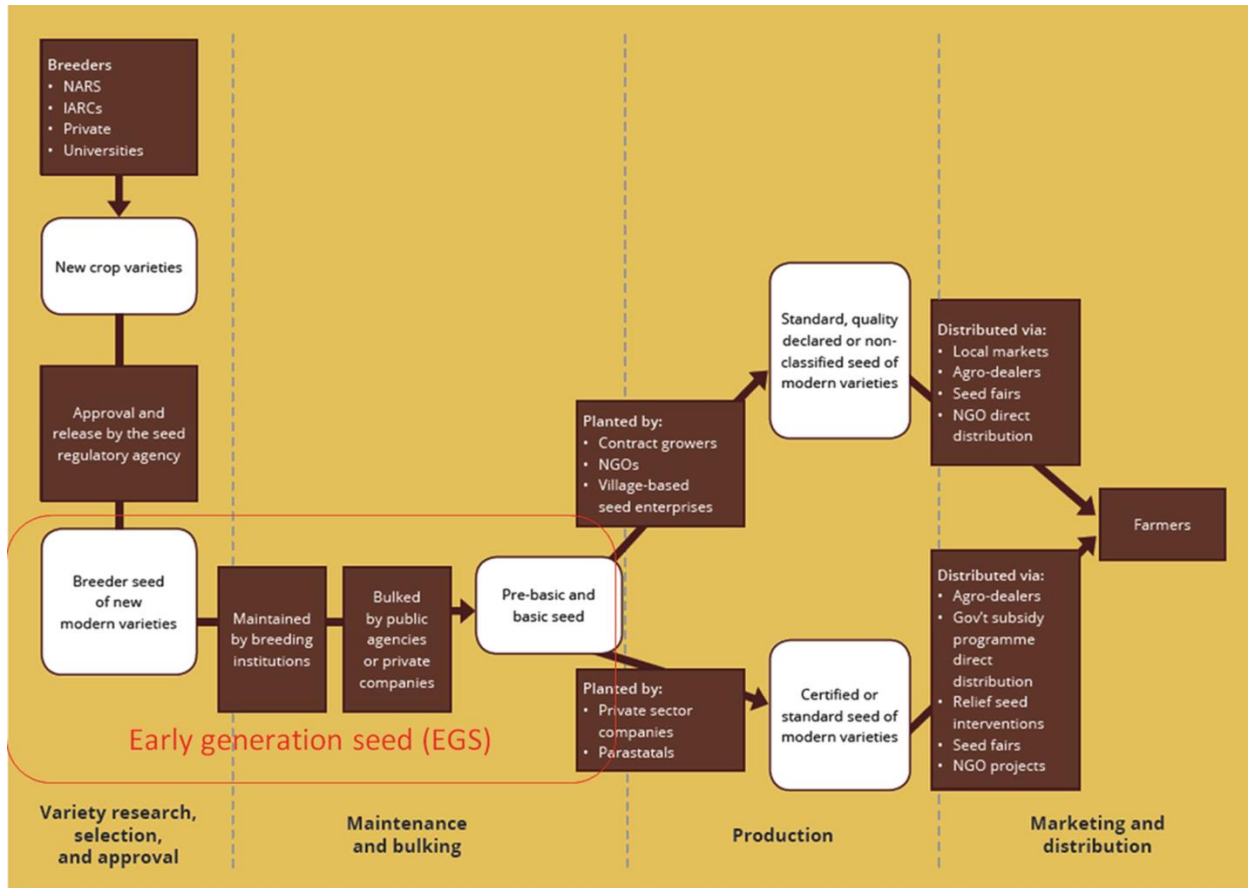 Breeders
• NARS
• IARCs
• Private
• Universities
New crop varieties
Approval and
release by the seed
regulatory agency
Breeder seed
of new
modern varieties
Maintained
by breeding
institutions
Bulked
by public
agencies
or private
companies
Pre-basic and
basic seed
Early generation seed (EGS)
Planted by:
• Contract growers
• NGOs
• Village-based
seed enterprises
Planted by:
• Private sector
companies
• Parastatals
Standard, quality
declared or non-
classified seed of
modern varieties
Certified or
standard seed of
modern varieties
Distributed via:
• Local markets
• Agro-dealers
• Seed fairs
• NGO direct
distribution
Distributed via:
• Agro-dealers
• Gov't subsidy
programme
direct
distribution
• Relief seed
interventions
• Seed fairs
• NGO projects
Farmers
Variety research,
selection,
and approval
Maintenance
and bulking
Production
Marketing and
distribution